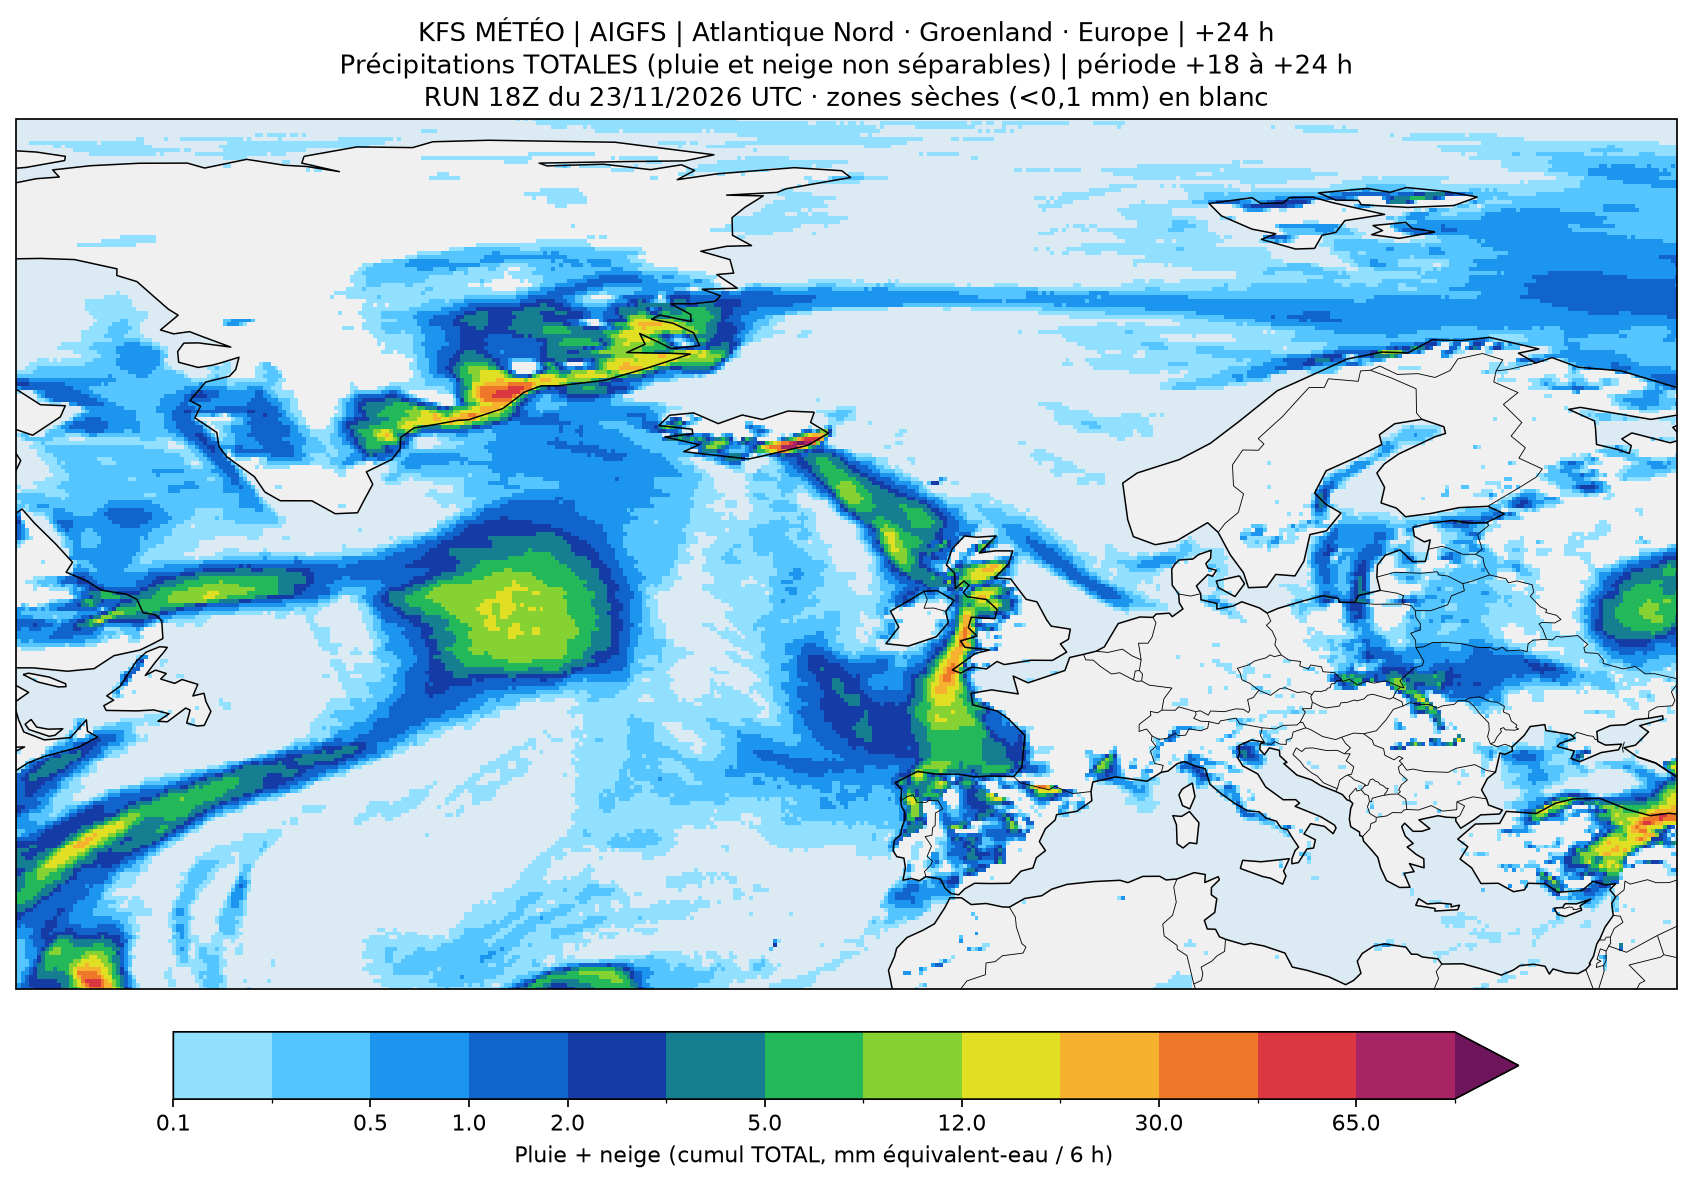 KFS MÉTÉO | AIGFS | Atlantique Nord · Groenland · Europe | +24 h
Précipitations TOTALES (pluie et neige non séparables) | période +18 à +24 h
RUN 18Z du 23/11/2026 UTC · zones sèches (<0,1 mm) en blanc
0.1 0.5 1.0 2.0 5.0 12.0 30.0 65.0
Pluie + neige (cumul TOTAL, mm équivalent-eau / 6 h)